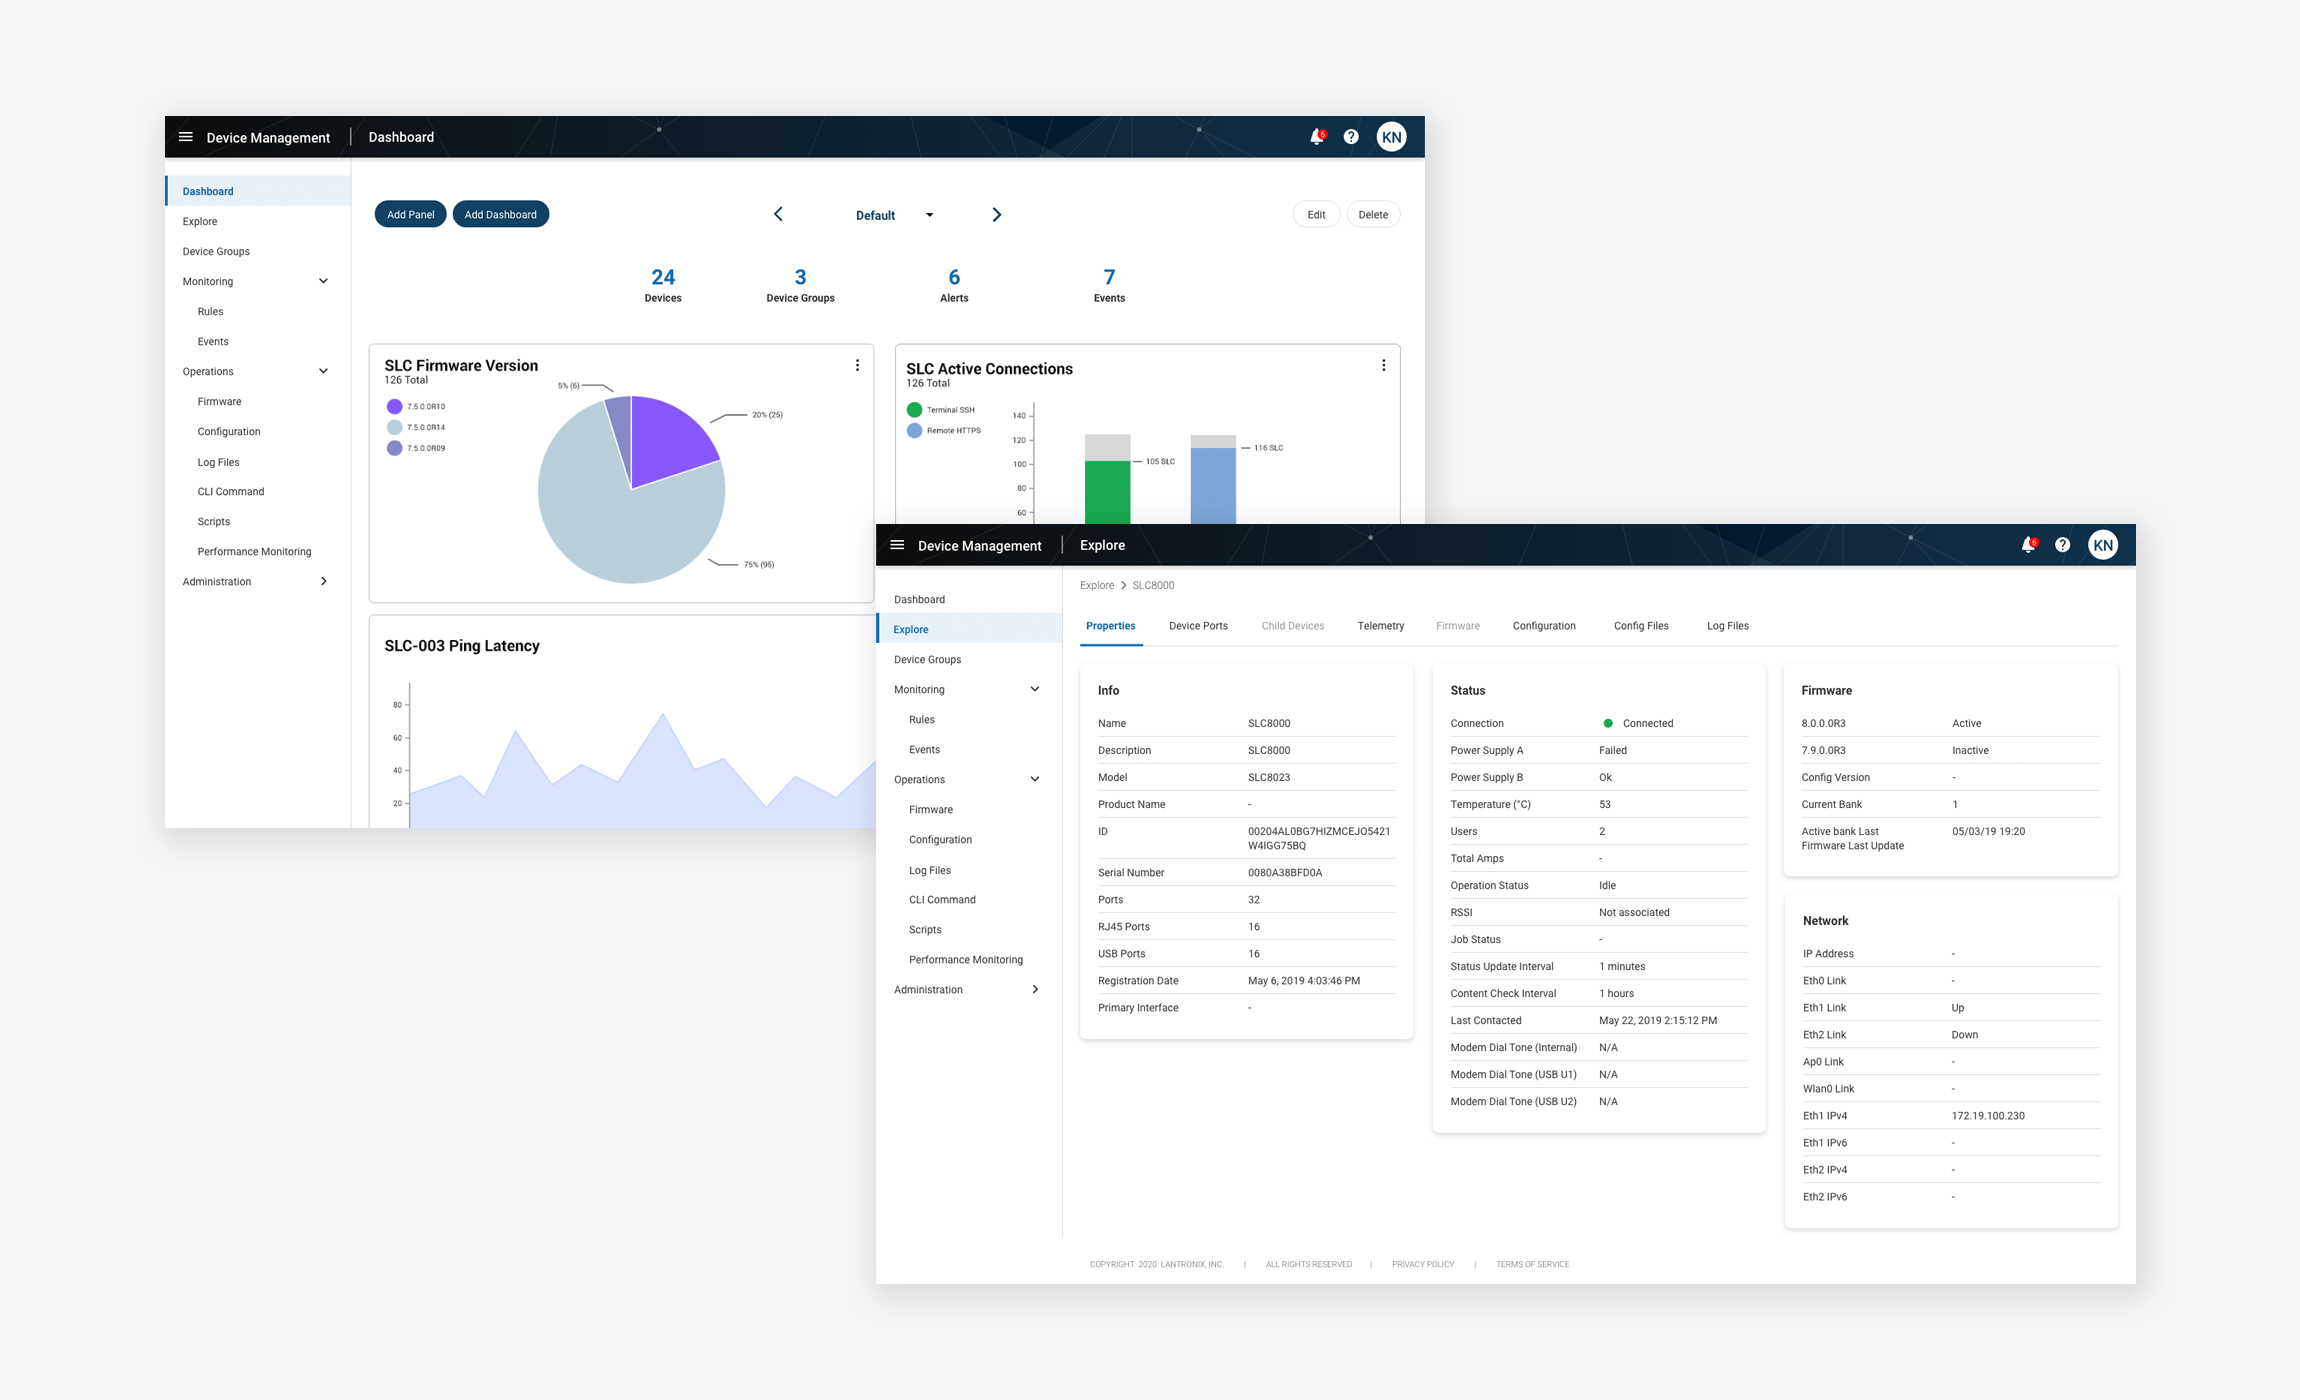 Device Management | Dashboard
6
KN
Dashboard
Explore
Device Groups
Monitoring
Rules
Events
Operations
Firmware
Configuration
Log Files
CLI Command
Scripts
Performance Monitoring
Administration
Add Panel
Add Dashboard
Default
Edit
Delete
24
Devices
3
Device Groups
6
Alerts
7
Events
SLC Firmware Version
126 Total
7.5.0.0R10
7.5.0.0R14
7.5.0.0R09
5% (6)
20% (25)
75% (95)
SLC Active Connections
126 Total
Terminal SSH
Remote HTTPS
140
120
100
80
60
105 SLC
116 SLC
SLC-003 Ping Latency
80
60
40
20
Device Management | Explore
6
KN
Dashboard
Explore
Device Groups
Monitoring
Rules
Events
Operations
Firmware
Configuration
Log Files
CLI Command
Scripts
Performance Monitoring
Administration
Explore > SLC8000
Properties Device Ports Child Devices Telemetry Firmware Configuration Config Files Log Files
Info
Name SLC8000
Description SLC8000
Model SLC8023
Product Name -
ID 00204AL0BG7HIZMCEJO5421
W4IGG75BQ
Serial Number 0080A38BFD0A
Ports 32
RJ45 Ports 16
USB Ports 16
Registration Date May 6, 2019 4:03:46 PM
Primary Interface -
Status
Connection Connected
Power Supply A Failed
Power Supply B Ok
Temperature (°C) 53
Users 2
Total Amps -
Operation Status Idle
RSSI Not associated
Job Status -
Status Update Interval 1 minutes
Content Check Interval 1 hours
Last Contacted May 22, 2019 2:15:12 PM
Modem Dial Tone (Internal) N/A
Modem Dial Tone (USB U1) N/A
Modem Dial Tone (USB U2) N/A
Firmware
8.0.0.0R3 Active
7.9.0.0R3 Inactive
Config Version -
Current Bank 1
Active bank Last 05/03/19 19:20
Firmware Last Update
Network
IP Address -
Eth0 Link -
Eth1 Link Up
Eth2 Link Down
Ap0 Link -
Wlan0 Link -
Eth1 IPv4 172.19.100.230
Eth1 IPv6 -
Eth2 IPv4 -
Eth2 IPv6 -
COPYRIGHT 2020 LANTRONIX, INC. | ALL RIGHTS RESERVED | PRIVACY POLICY | TERMS OF SERVICE